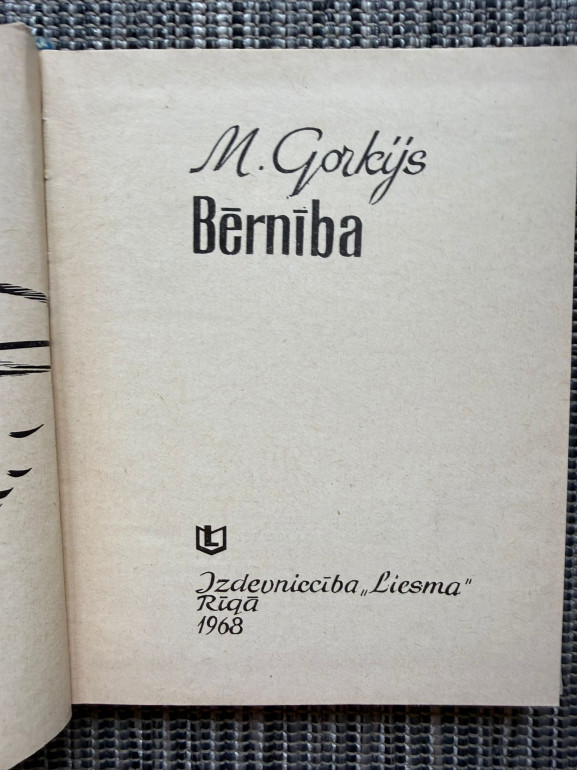 M. Gorkijs
Bērnība
L
Izdevniecība „Liesma"
Rīgā
1968